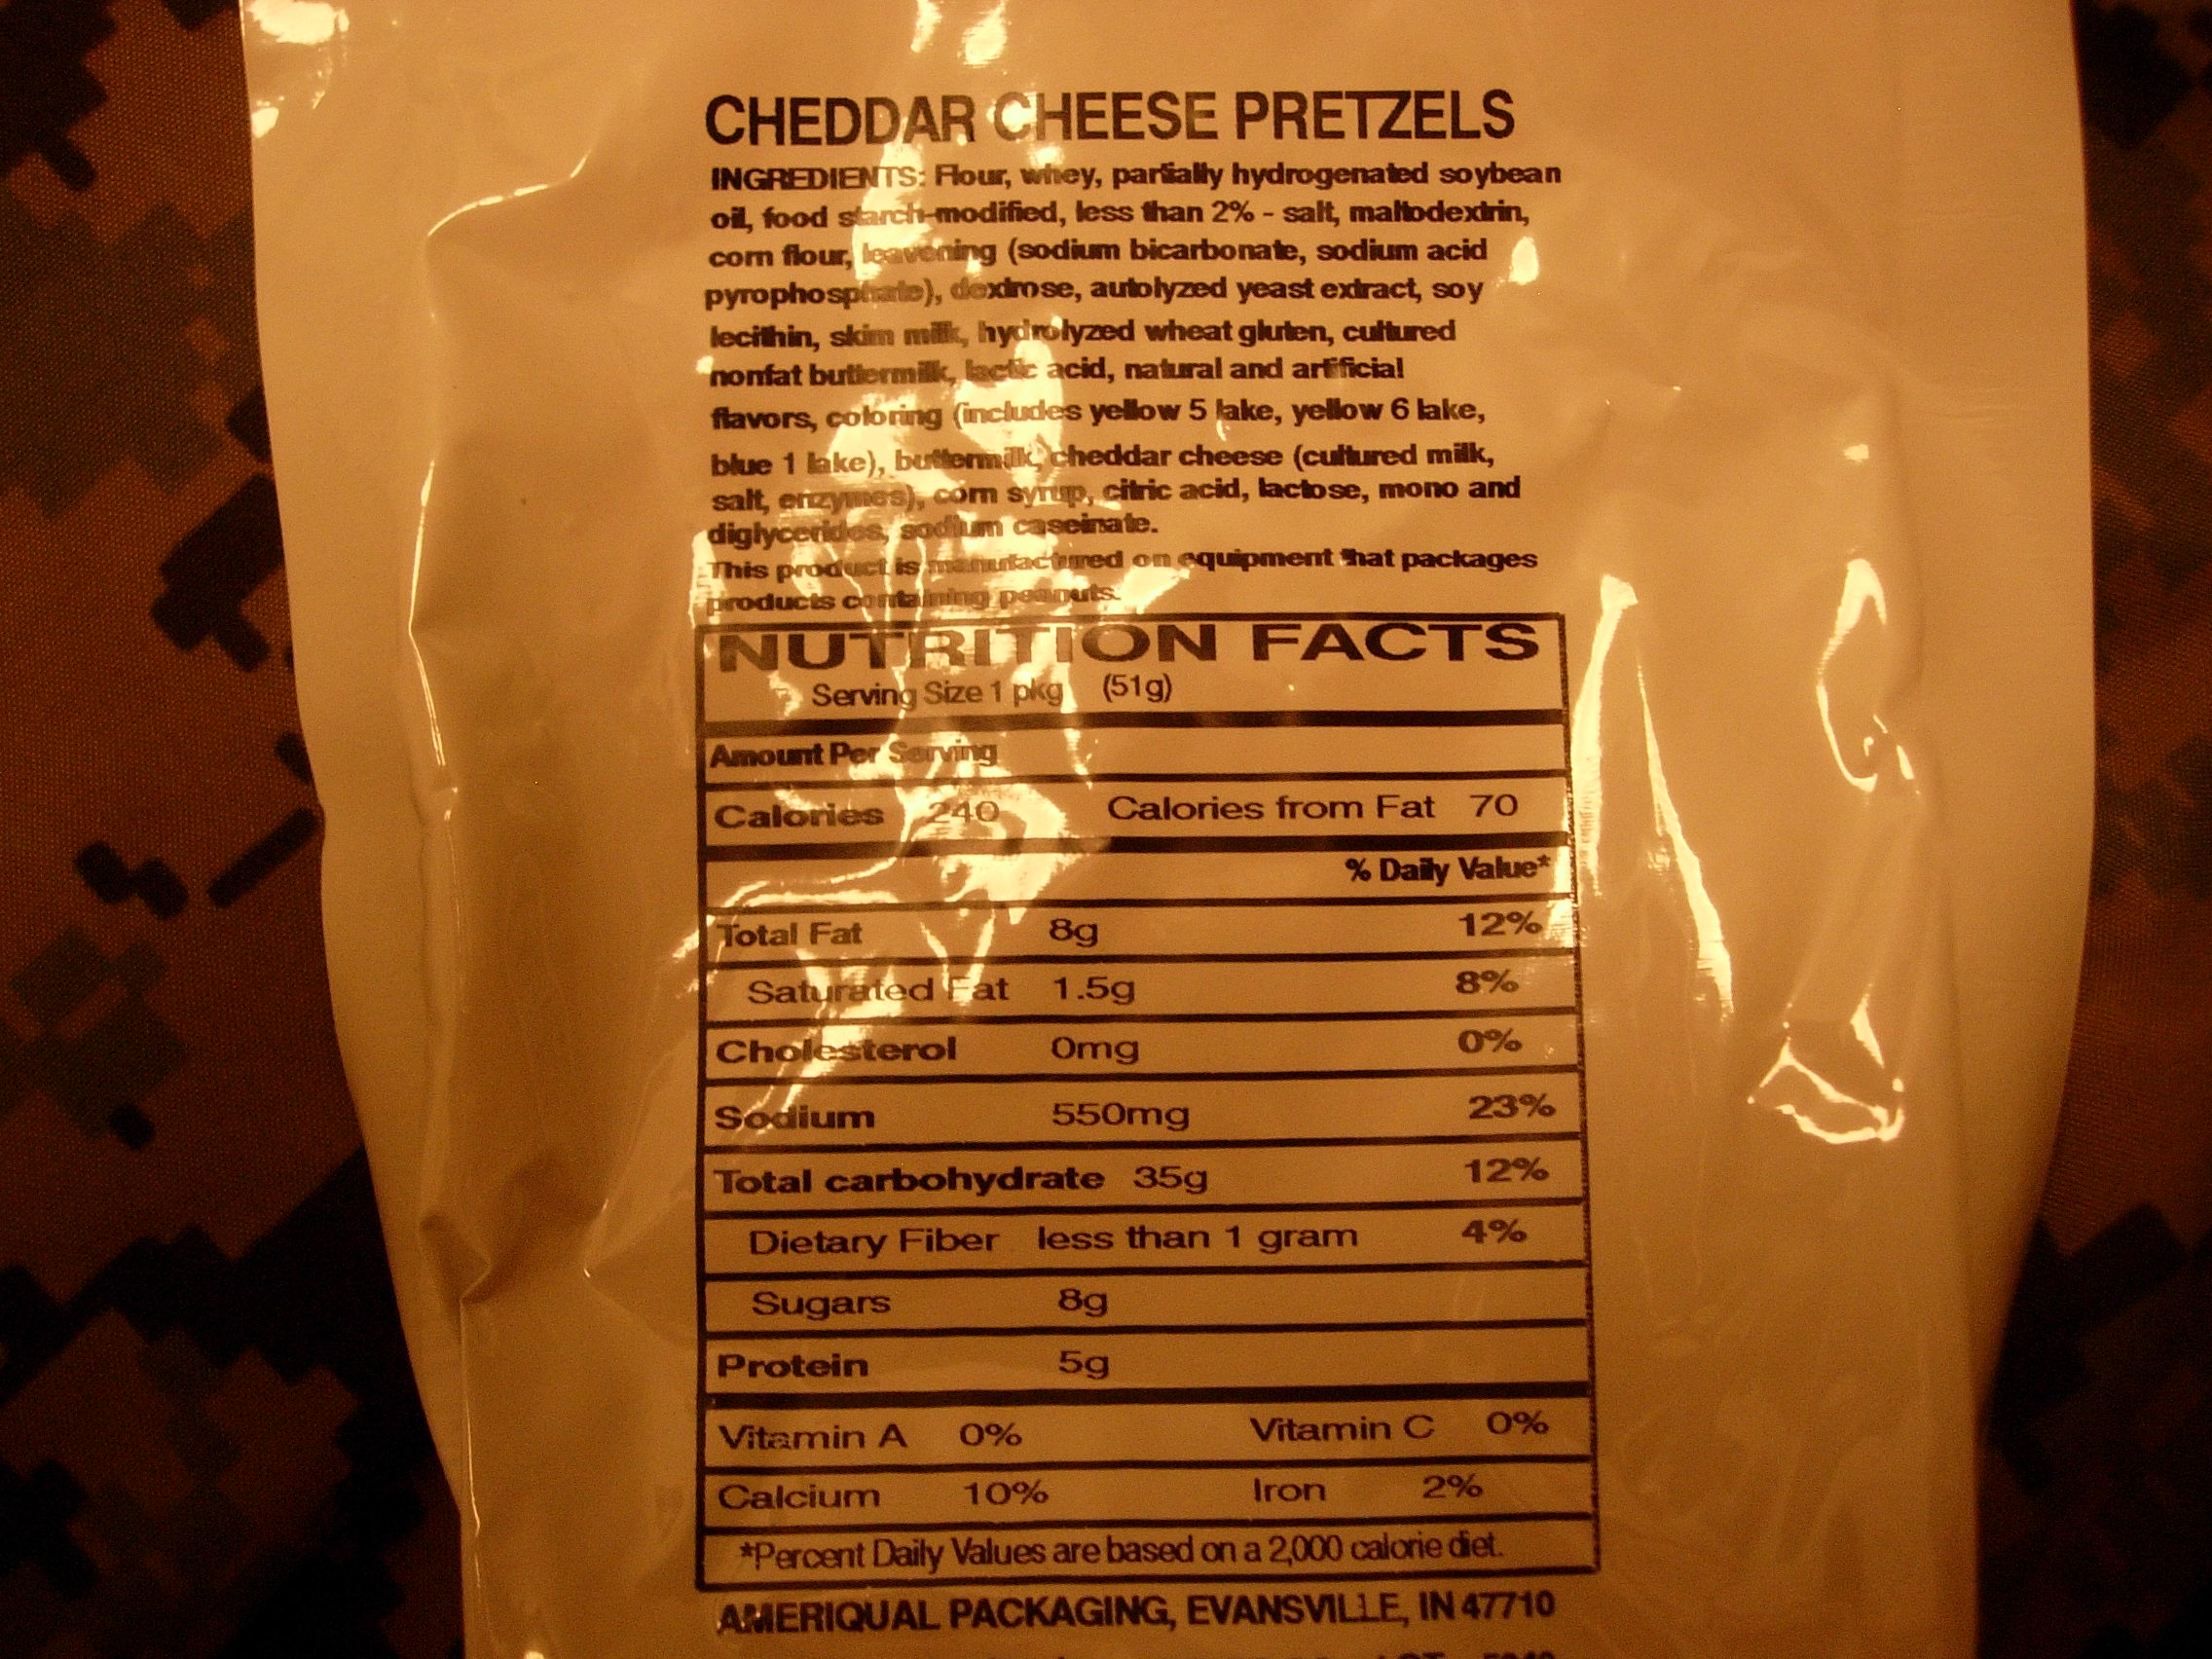 CHEDDAR CHEESE PRETZELS
INGREDIENTS: Flour, whey, partially hydrogenated soybean
oil, food starch-modified, less than 2% - salt, maltodextrin,
corn flour, leavening (sodium bicarbonate, sodium acid
pyrophosphate), dextrose, autolyzed yeast extract, soy
lecithin, skim milk, hydrolyzed wheat gluten, cultured
nonfat buttermilk, lactic acid, natural and artificial
flavors, coloring (includes yellow 5 lake, yellow 6 lake,
blue 1 lake), buttermilk, cheddar cheese (cultured milk,
salt, enzymes), corn syrup, citric acid, lactose, mono and
diglycerides, sodium caseinate.
This product is manufactured on equipment that packages
products containing peanuts.
NUTRITION FACTS
Serving Size 1 pkg (51g)
Amount Per Serving
Calories 240 Calories from Fat 70
% Daily Value*
Total Fat 8g 12%
Saturated Fat 1.5g 8%
Cholesterol 0mg 0%
Sodium 550mg 23%
Total carbohydrate 35g 12%
Dietary Fiber less than 1 gram 4%
Sugars 8g
Protein 5g
Vitamin A 0% Vitamin C 0%
Calcium 10% Iron 2%
*Percent Daily Values are based on a 2,000 calorie diet.
AMERIQUAL PACKAGING, EVANSVILLE, IN 47710